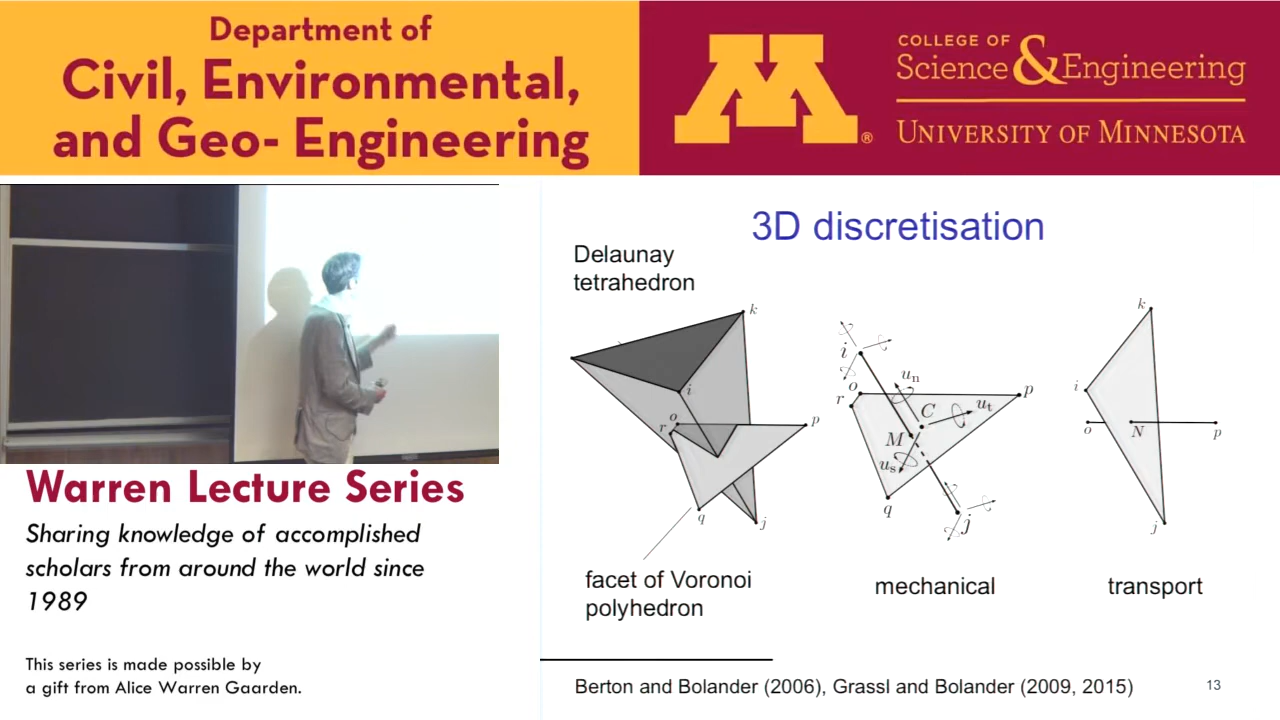 Department of
Civil, Environmental,
and Geo- Engineering
M®
COLLEGE OF
Science & Engineering
UNIVERSITY OF MINNESOTA
3D discretisation
Delaunay
tetrahedron
k
i
o
r
p
q
j
facet of Voronoi
polyhedron
i
o
r
u_n
p
C
u_t
M
u_s
q
j
mechanical
k
i
o
N
p
j
transport
Warren Lecture Series
Sharing knowledge of accomplished
scholars from around the world since
1989
This series is made possible by
a gift from Alice Warren Gaarden.
Berton and Bolander (2006), Grassl and Bolander (2009, 2015)
13